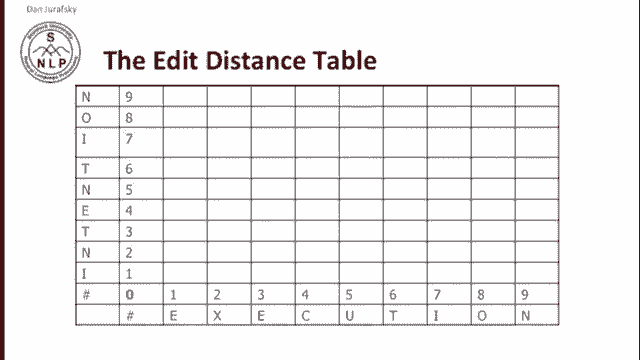 Dan Jurafsky
S
NLP
The Edit Distance Table
N 9
O 8
I 7
T 6
N 5
E 4
T 3
N 2
I 1
# 0 1 2 3 4 5 6 7 8 9
# E X E C U T I O N